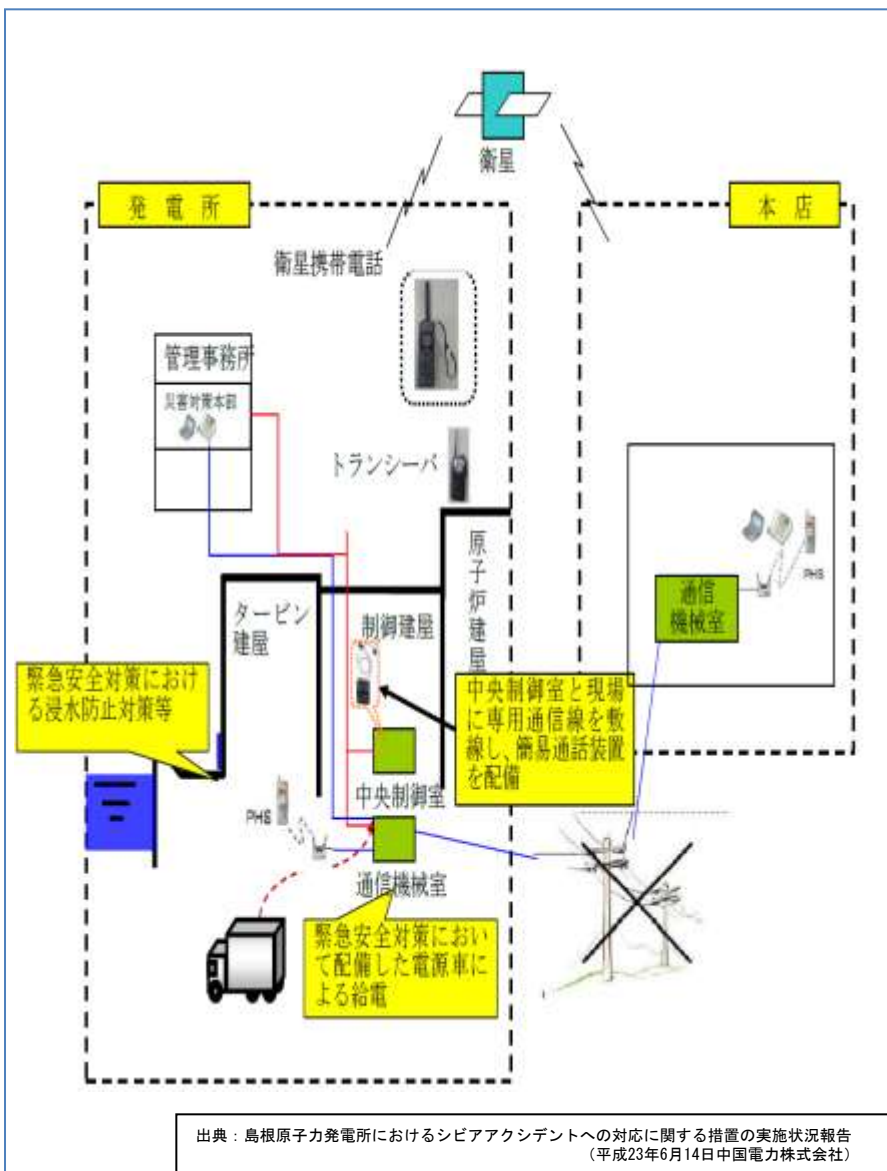 衛星
発電所
本店
衛星携帯電話
管理事務所
災害対策本部
トランシーバ
原子炉建屋
タービン
建屋
制御建屋
通信
機械室
PHS
緊急安全対策におけ
る浸水防止対策等
中央制御室と現場
に専用通信線を敷
線し、簡易通話装置
を配備
中央制御室
PHS
通信機械室
緊急安全対策におい
て配備した電源車に
よる給電
出典：島根原子力発電所におけるシビアアクシデントへの対応に関する措置の実施状況報告
（平成23年6月14日中国電力株式会社）